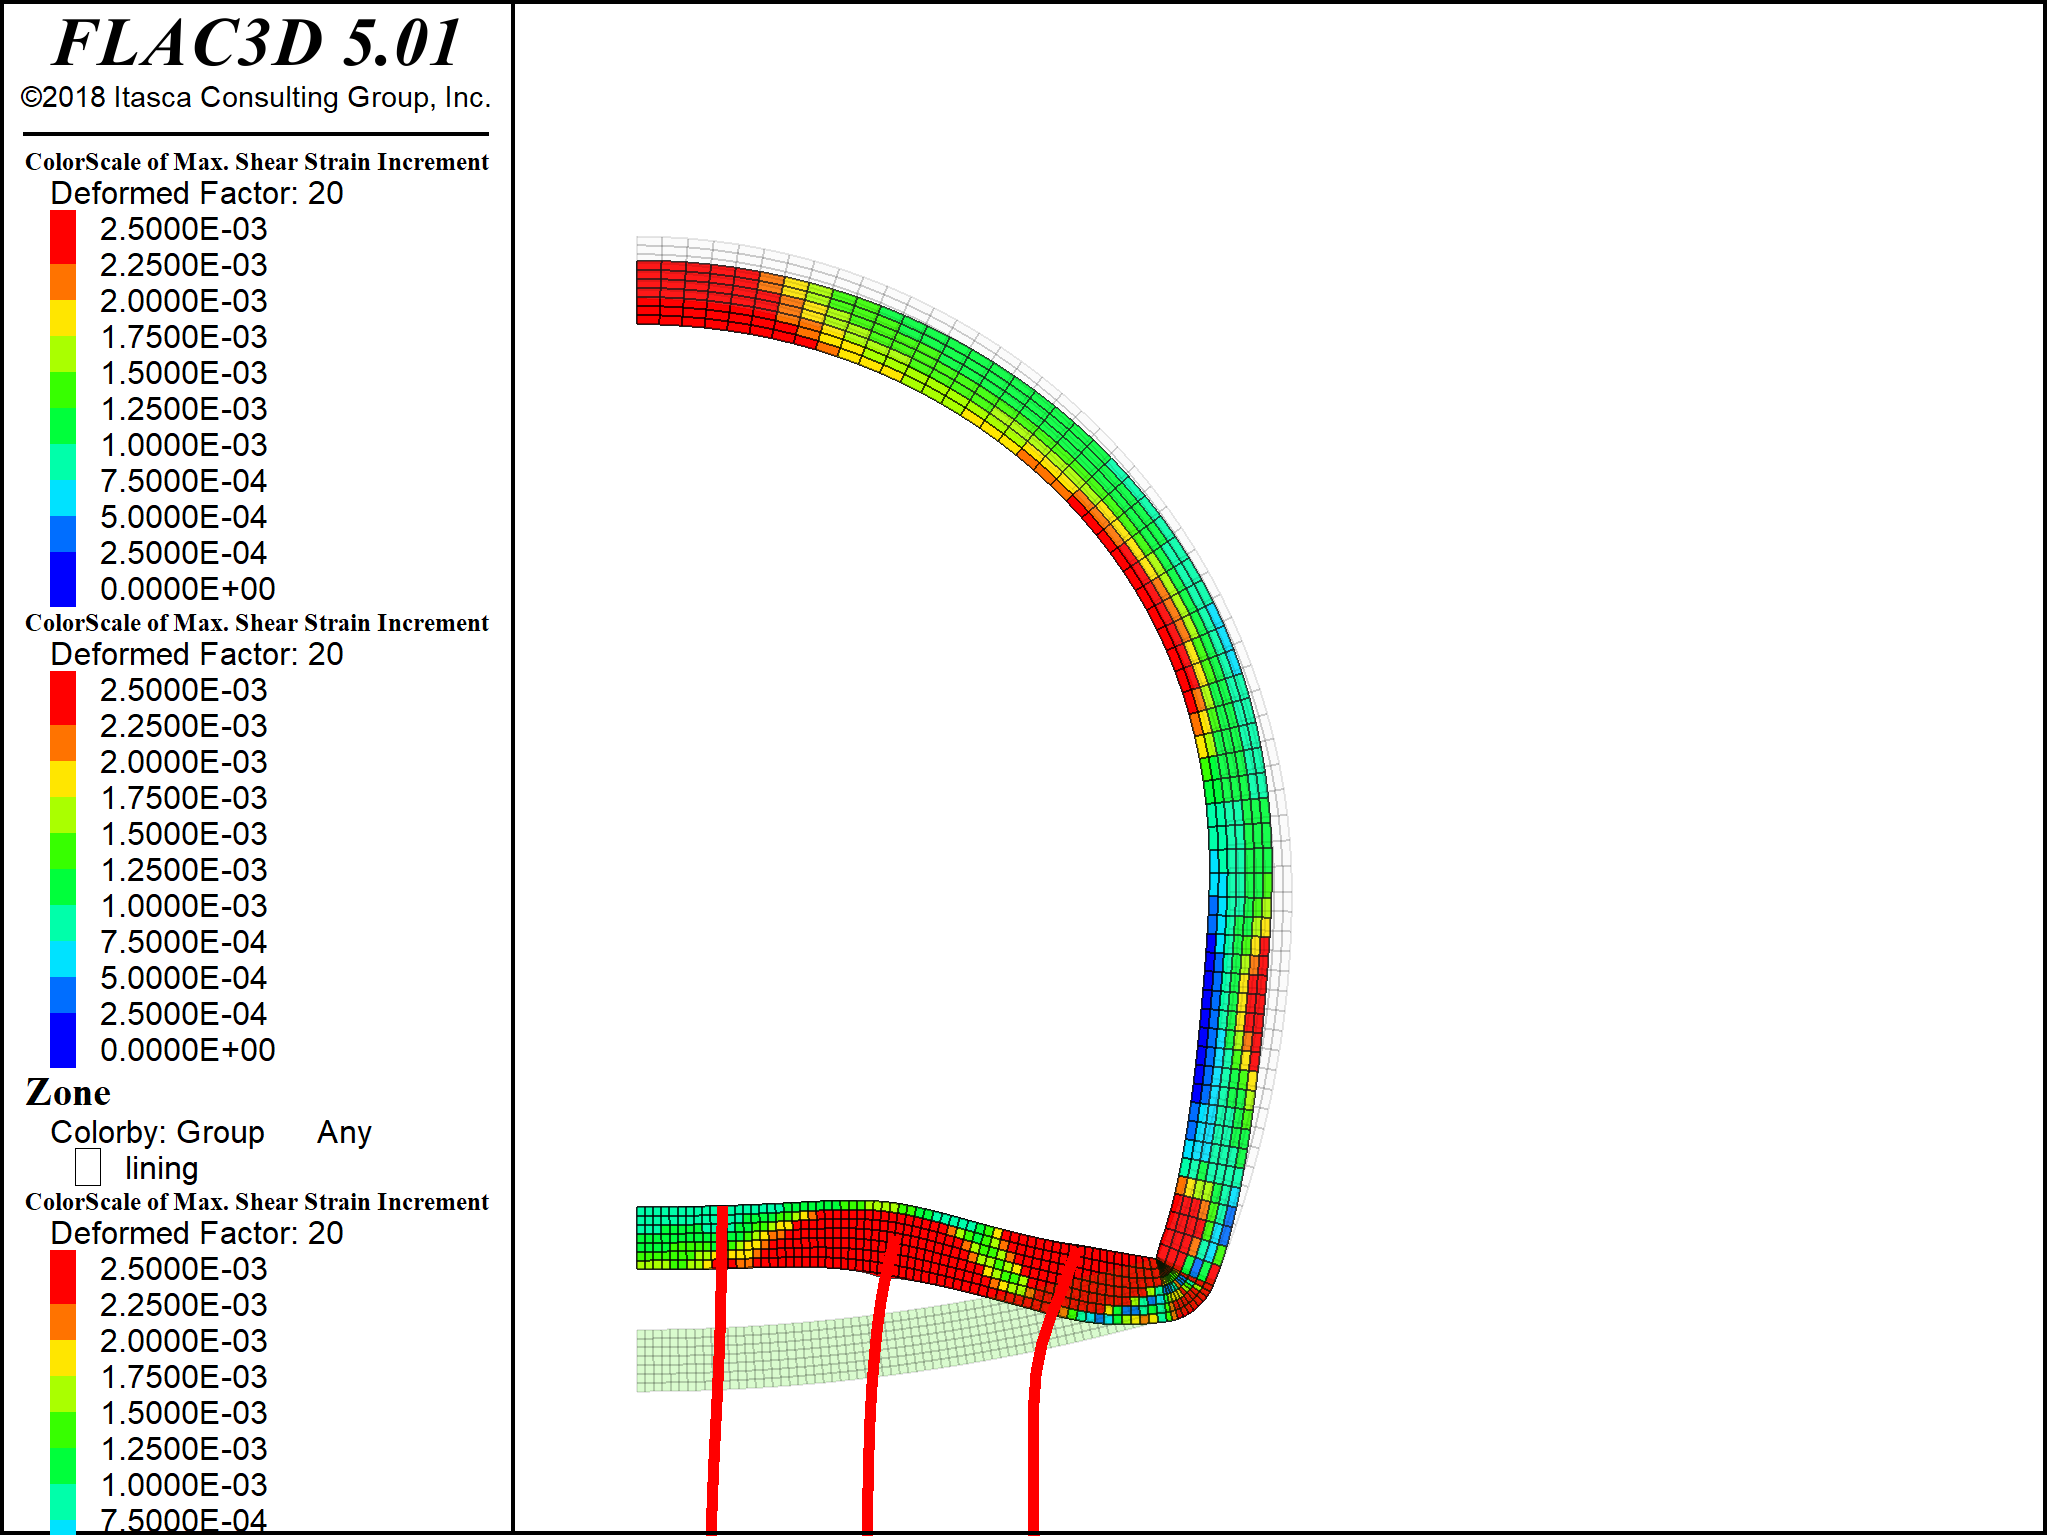 FLAC3D 5.01
©2018 Itasca Consulting Group, Inc.
ColorScale of Max. Shear Strain Increment
Deformed Factor: 20
2.5000E-03
2.2500E-03
2.0000E-03
1.7500E-03
1.5000E-03
1.2500E-03
1.0000E-03
7.5000E-04
5.0000E-04
2.5000E-04
0.0000E+00
ColorScale of Max. Shear Strain Increment
Deformed Factor: 20
2.5000E-03
2.2500E-03
2.0000E-03
1.7500E-03
1.5000E-03
1.2500E-03
1.0000E-03
7.5000E-04
5.0000E-04
2.5000E-04
0.0000E+00
Zone
Colorby: Group Any
lining
ColorScale of Max. Shear Strain Increment
Deformed Factor: 20
2.5000E-03
2.2500E-03
2.0000E-03
1.7500E-03
1.5000E-03
1.2500E-03
1.0000E-03
7.5000E-04